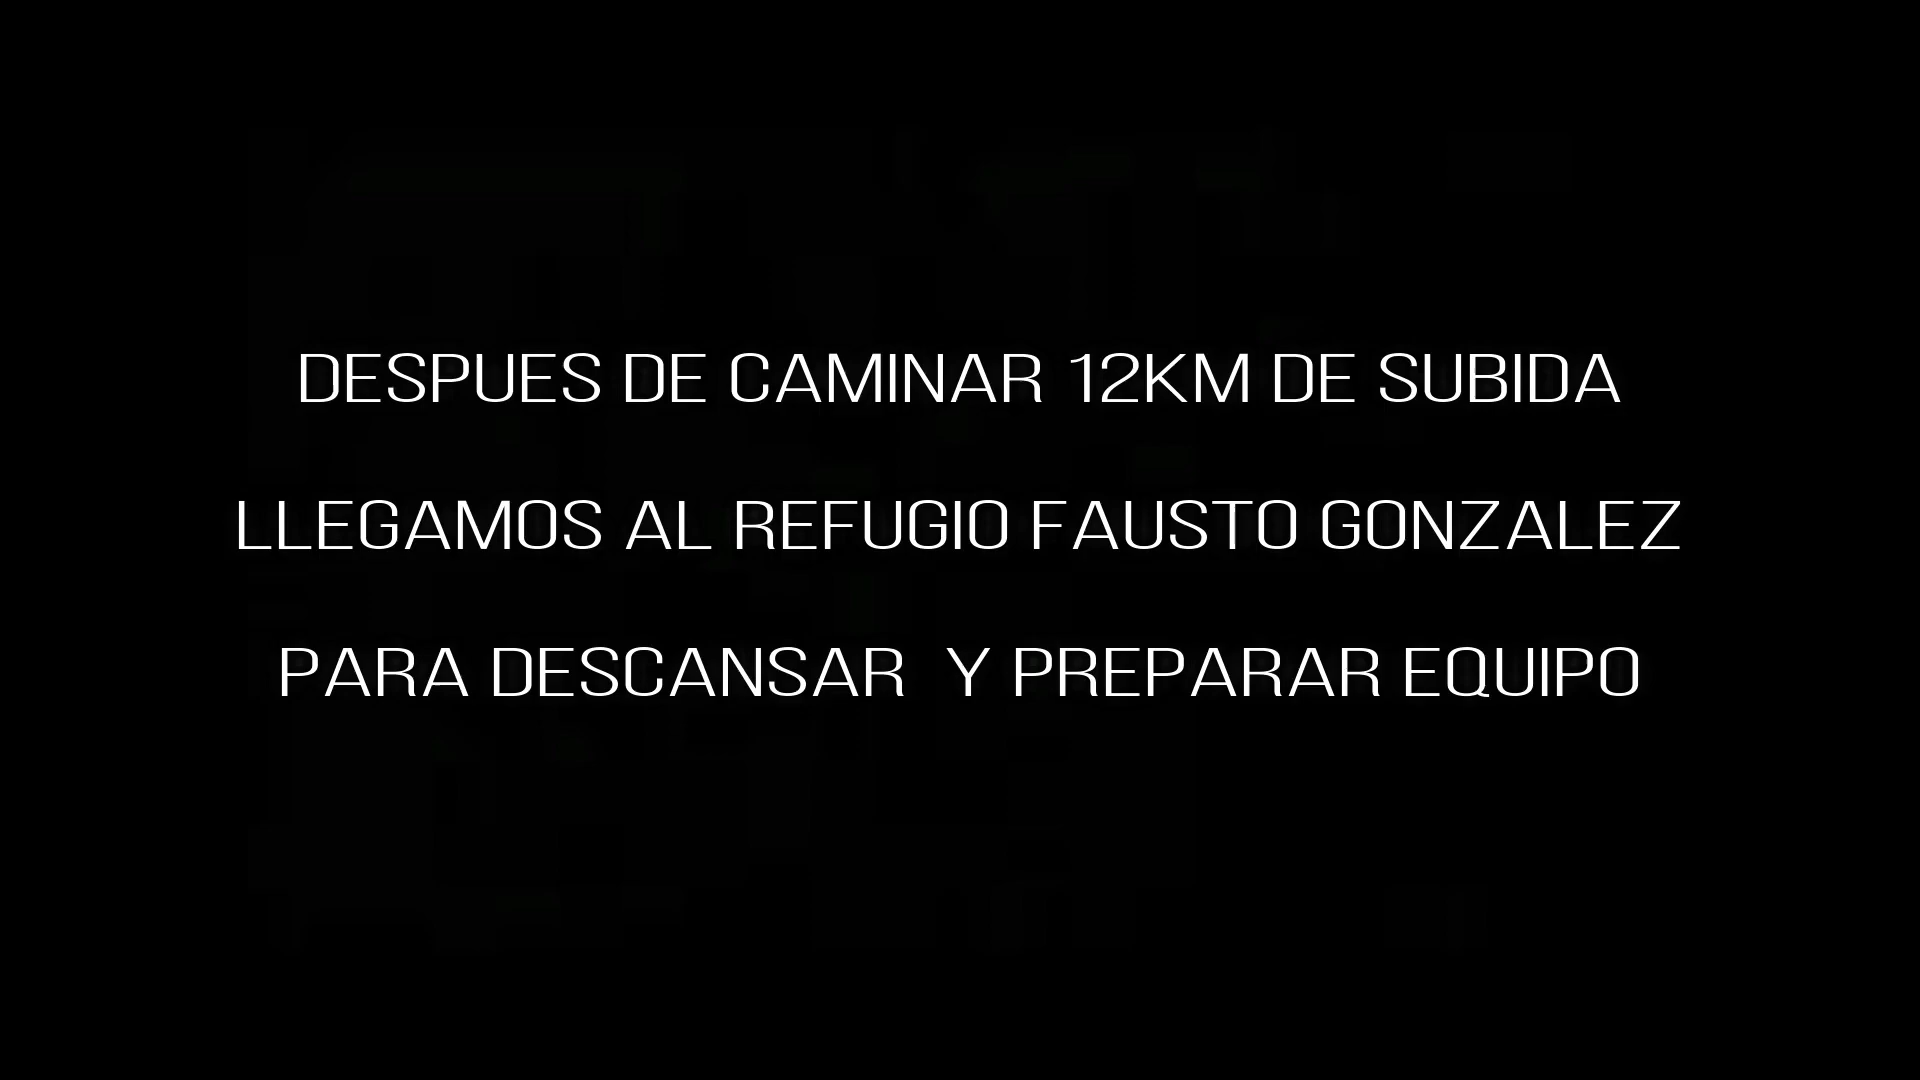 DESPUES DE CAMINAR 12KM DE SUBIDA
LLEGAMOS AL REFUGIO FAUSTO GONZALEZ
PARA DESCANSAR  Y PREPARAR EQUIPO